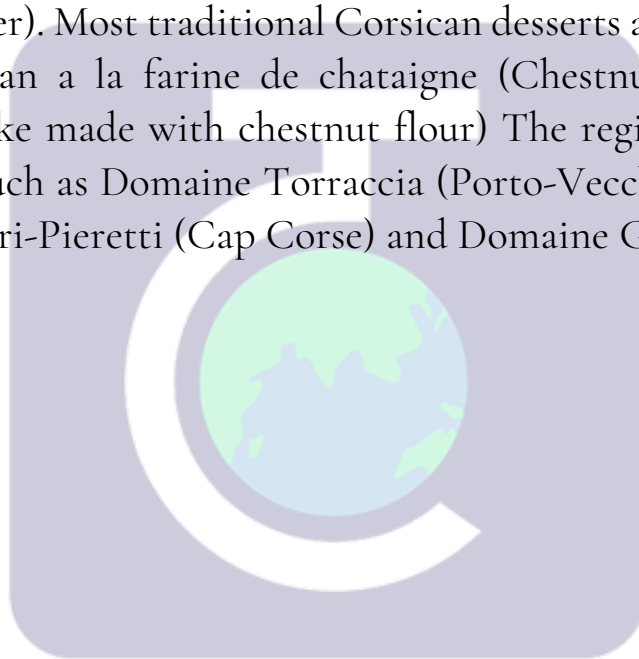 er). Most traditional Corsican desserts a
an a la farine de chataigne (Chestnu
ke made with chestnut flour) The regi
uch as Domaine Torraccia (Porto-Vecc
ri-Pieretti (Cap Corse) and Domaine G